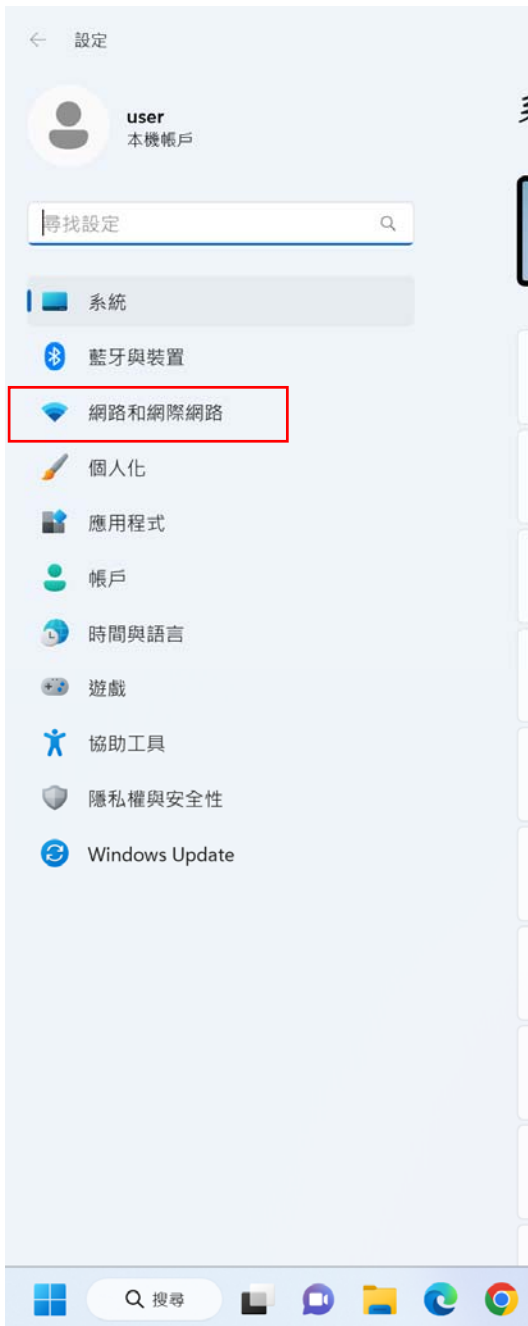 設定
user
本機帳戶
尋找設定
系統
藍牙與裝置
網路和網際網路
個人化
應用程式
帳戶
時間與語言
遊戲
協助工具
隱私權與安全性
Windows Update
搜尋